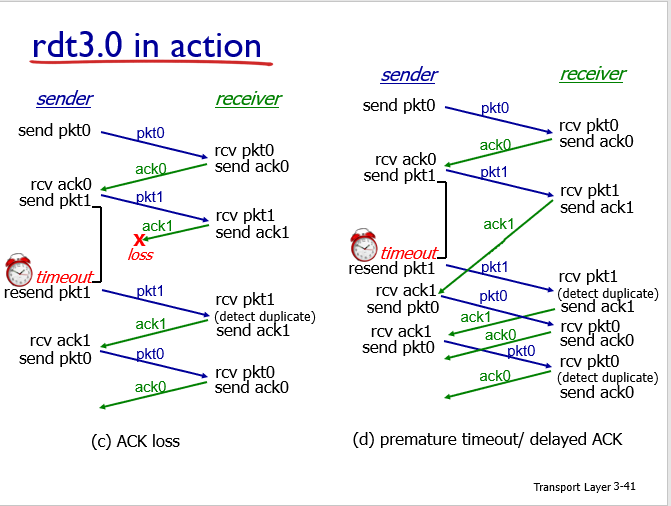 rdt3.0 in action
sender
receiver
send pkt0
pkt0
rcv pkt0
send ack0
ack0
rcv ack0
send pkt1
pkt1
rcv pkt1
send ack1
ack1
X
loss
timeout
resend pkt1
pkt1
rcv pkt1
(detect duplicate)
send ack1
ack1
rcv ack1
send pkt0
pkt0
rcv pkt0
send ack0
ack0
(c) ACK loss
sender
receiver
send pkt0
pkt0
rcv pkt0
send ack0
ack0
rcv ack0
send pkt1
pkt1
rcv pkt1
send ack1
ack1
timeout
resend pkt1
pkt1
rcv pkt1
(detect duplicate)
send ack1
rcv ack1
send pkt0
pkt0
ack1
rcv pkt0
send ack0
ack0
rcv ack1
send pkt0
pkt0
rcv pkt0
(detect duplicate)
send ack0
ack0
(d) premature timeout/ delayed ACK
Transport Layer 3-41